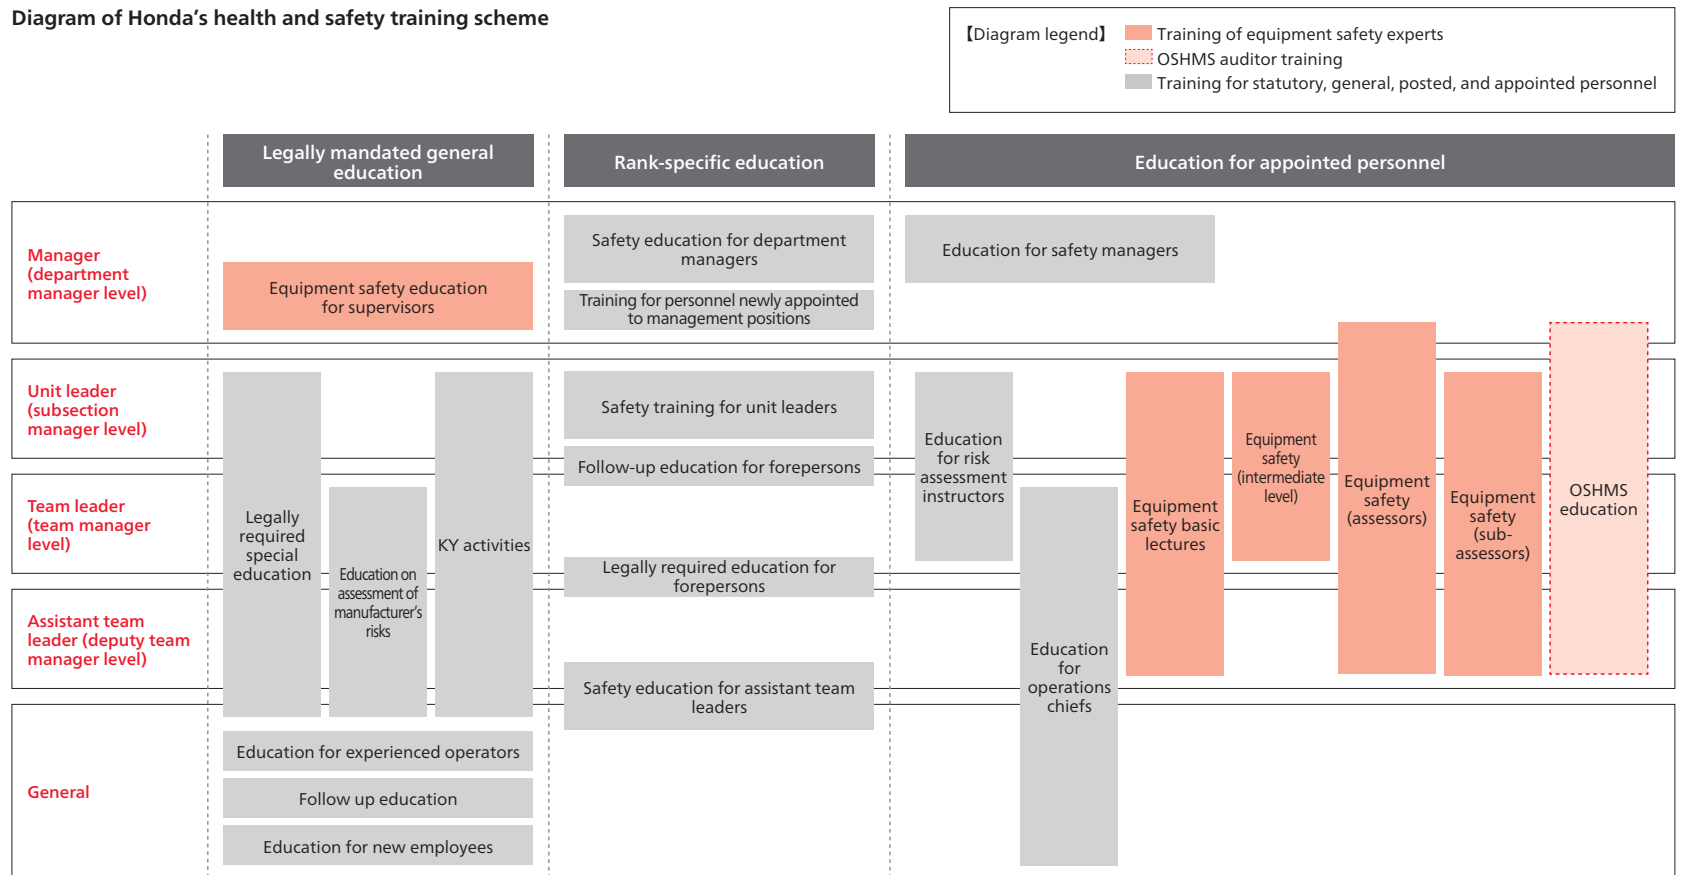 Diagram of Honda’s health and safety training scheme
【Diagram legend】
Training of equipment safety experts
OSHMS auditor training
Training for statutory, general, posted, and appointed personnel
Legally mandated general
education
Rank-specific education
Education for appointed personnel
Manager
(department
manager level)
Equipment safety education
for supervisors
Safety education for department
managers
Training for personnel newly appointed
to management positions
Education for safety managers
Unit leader
(subsection
manager level)
Safety training for unit leaders
Follow-up education for forepersons
Team leader
(team manager
level)
Legally
required
special
education
Education on
assessment of
manufacturer’s
risks
KY activities
Legally required education for
forepersons
Education
for risk
assessment
instructors
Education
for
operations
chiefs
Equipment
safety basic
lectures
Equipment
safety
(intermediate
level)
Equipment
safety
(assessors)
Equipment
safety
(sub-
assessors)
OSHMS
education
Assistant team
leader (deputy team
manager level)
Safety education for assistant team
leaders
General
Education for experienced operators
Follow up education
Education for new employees